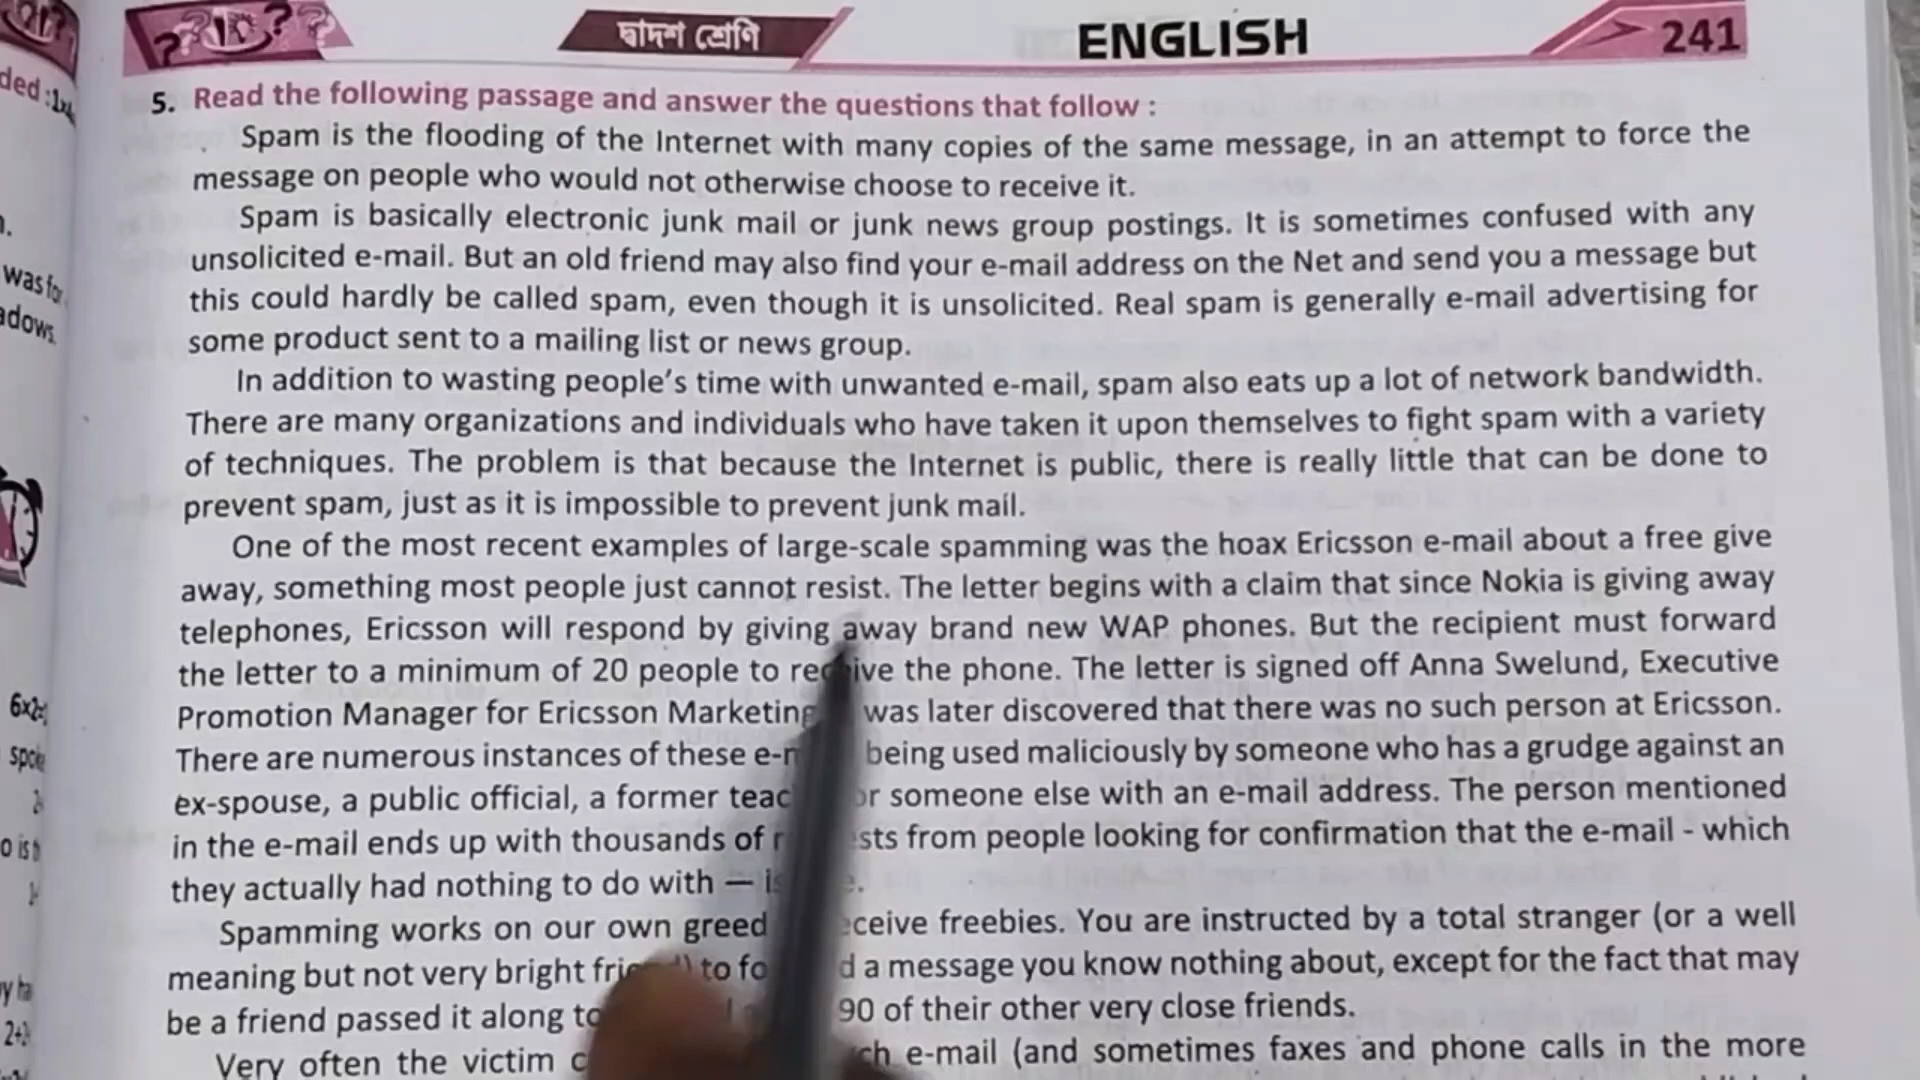 দ্বাদশ শ্রেণি ENGLISH 241
5. Read the following passage and answer the questions that follow :
Spam is the flooding of the Internet with many copies of the same message, in an attempt to force the
message on people who would not otherwise choose to receive it.
Spam is basically electronic junk mail or junk news group postings. It is sometimes confused with any
unsolicited e-mail. But an old friend may also find your e-mail address on the Net and send you a message but
this could hardly be called spam, even though it is unsolicited. Real spam is generally e-mail advertising for
some product sent to a mailing list or news group.
In addition to wasting people's time with unwanted e-mail, spam also eats up a lot of network bandwidth.
There are many organizations and individuals who have taken it upon themselves to fight spam with a variety
of techniques. The problem is that because the Internet is public, there is really little that can be done to
prevent spam, just as it is impossible to prevent junk mail.
One of the most recent examples of large-scale spamming was the hoax Ericsson e-mail about a free give
away, something most people just cannot resist. The letter begins with a claim that since Nokia is giving away
telephones, Ericsson will respond by giving away brand new WAP phones. But the recipient must forward
the letter to a minimum of 20 people to receive the phone. The letter is signed off Anna Swelund, Executive
Promotion Manager for Ericsson Marketing was later discovered that there was no such person at Ericsson.
There are numerous instances of these being used maliciously by someone who has a grudge against an
ex-spouse, a public official, a former someone else with an e-mail address. The person mentioned
in the e-mail ends up with thousands of from people looking for confirmation that the e-mail - which
they actually had nothing to do with —
Spamming works on our own greed receive freebies. You are instructed by a total stranger (or a well
meaning but not very bright to a message you know nothing about, except for the fact that may
be a friend passed it along to 90 of their other very close friends.
Very often the victim e-mail (and sometimes faxes and phone calls in the more
ded :
was for
adows.
6x2=